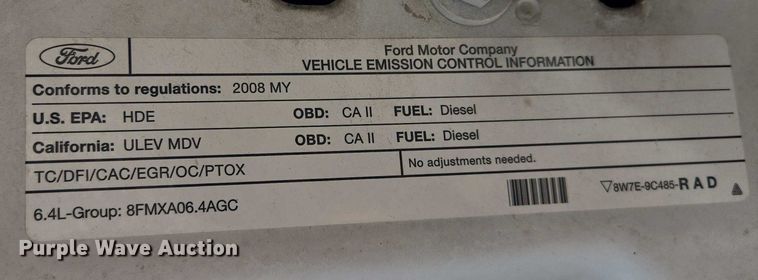 Ford
Ford Motor Company
VEHICLE EMISSION CONTROL INFORMATION
Conforms to regulations: 2008 MY
U.S. EPA: HDE OBD: CA II FUEL: Diesel
California: ULEV MDV OBD: CA II FUEL: Diesel
TC/DFI/CAC/EGR/OC/PTOX No adjustments needed.
6.4L-Group: 8FMXA06.4AGC ▽8W7E-9C485-RAD
Purple Wave Auction